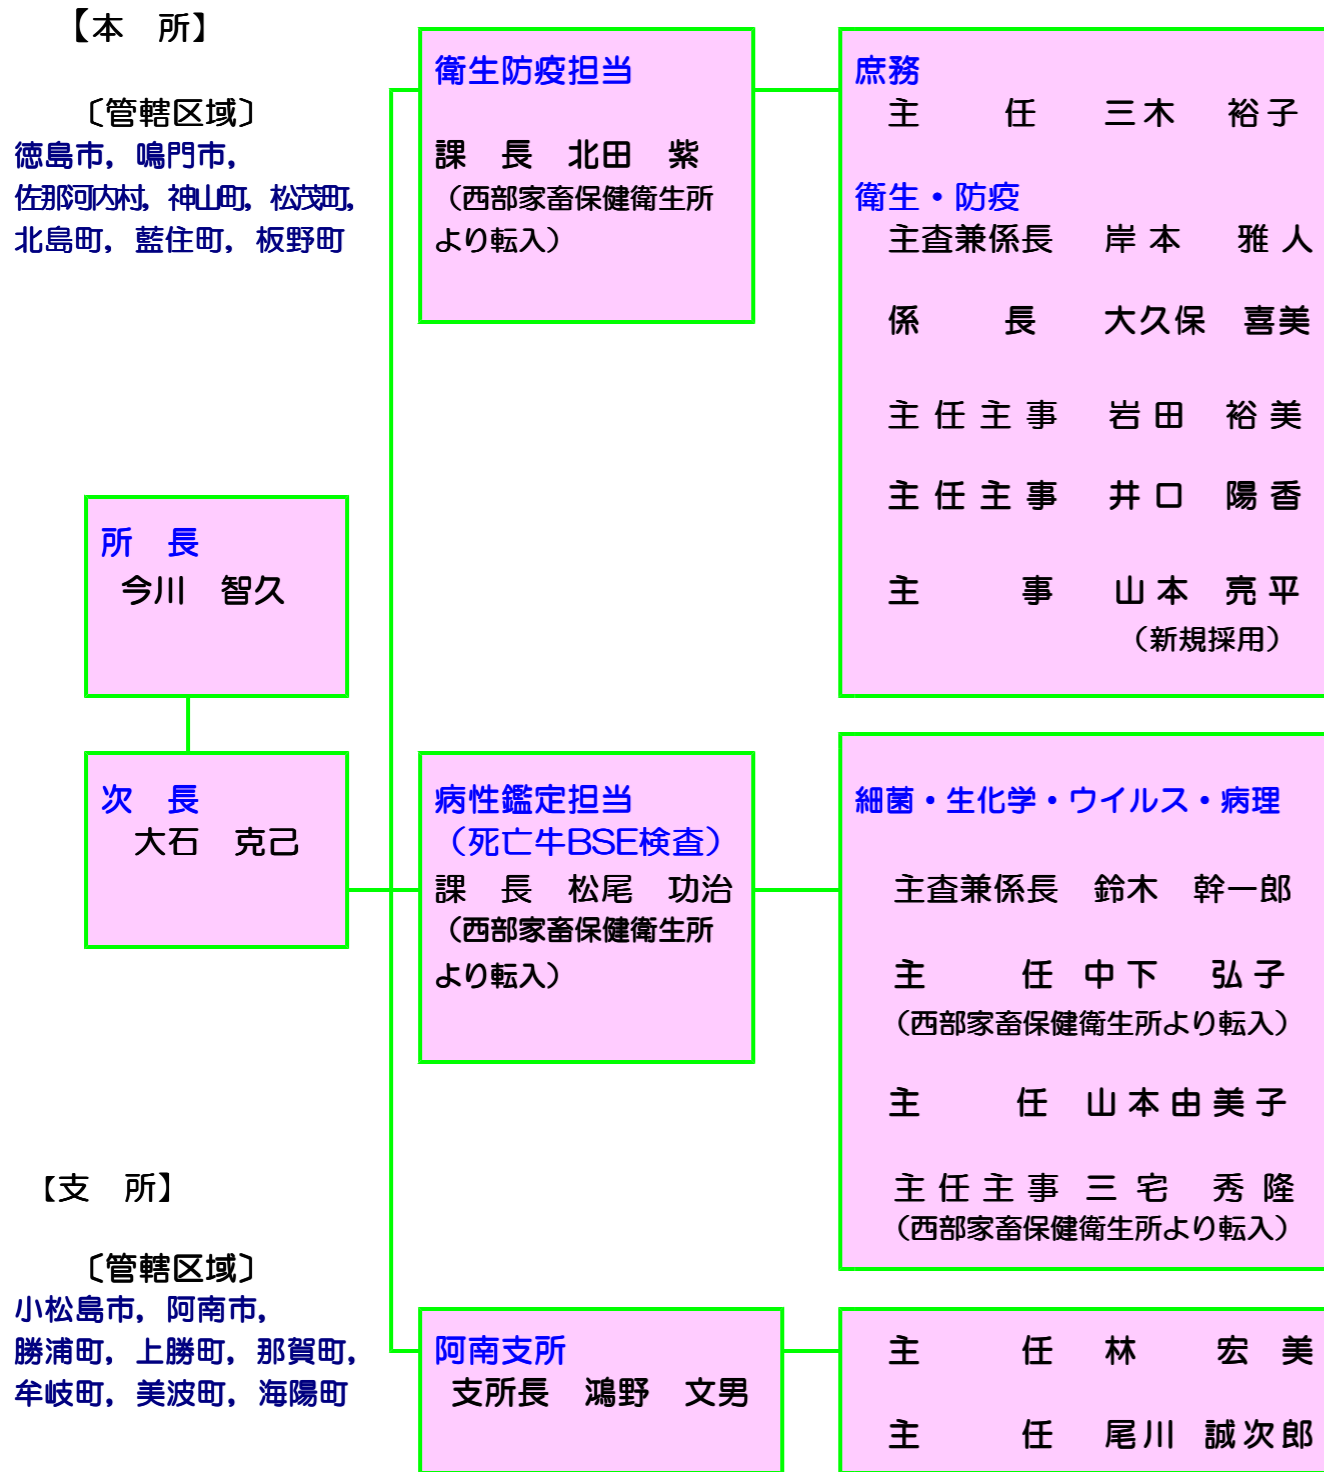 【本　所】
〔管轄区域〕
徳島市，鳴門市，
佐那河内村，神山町，松茂町，
北島町，藍住町，板野町
衛生防疫担当
課　長　北田　紫
（西部家畜保健衛生所
より転入）
庶務
主　任　三木　裕子
衛生・防疫
主査兼係長　岸本　雅人
係　長　大久保　喜美
主任主事　岩田　裕美
主任主事　井口　陽香
主　事　山本　亮平
（新規採用）
所　長
今川　智久
次　長
大石　克己
病性鑑定担当
（死亡牛BSE検査）
課　長　松尾　功治
（西部家畜保健衛生所
より転入）
細菌・生化学・ウイルス・病理
主査兼係長　鈴木　幹一郎
主　任　中下　弘子
（西部家畜保健衛生所より転入）
主　任　山本由美子
主任主事　三宅　秀隆
（西部家畜保健衛生所より転入）
【支　所】
〔管轄区域〕
小松島市，阿南市，
勝浦町，上勝町，那賀町，
牟岐町，美波町，海陽町
阿南支所
支所長　鴻野　文男
主　任　林　宏美
主　任　尾川　誠次郎